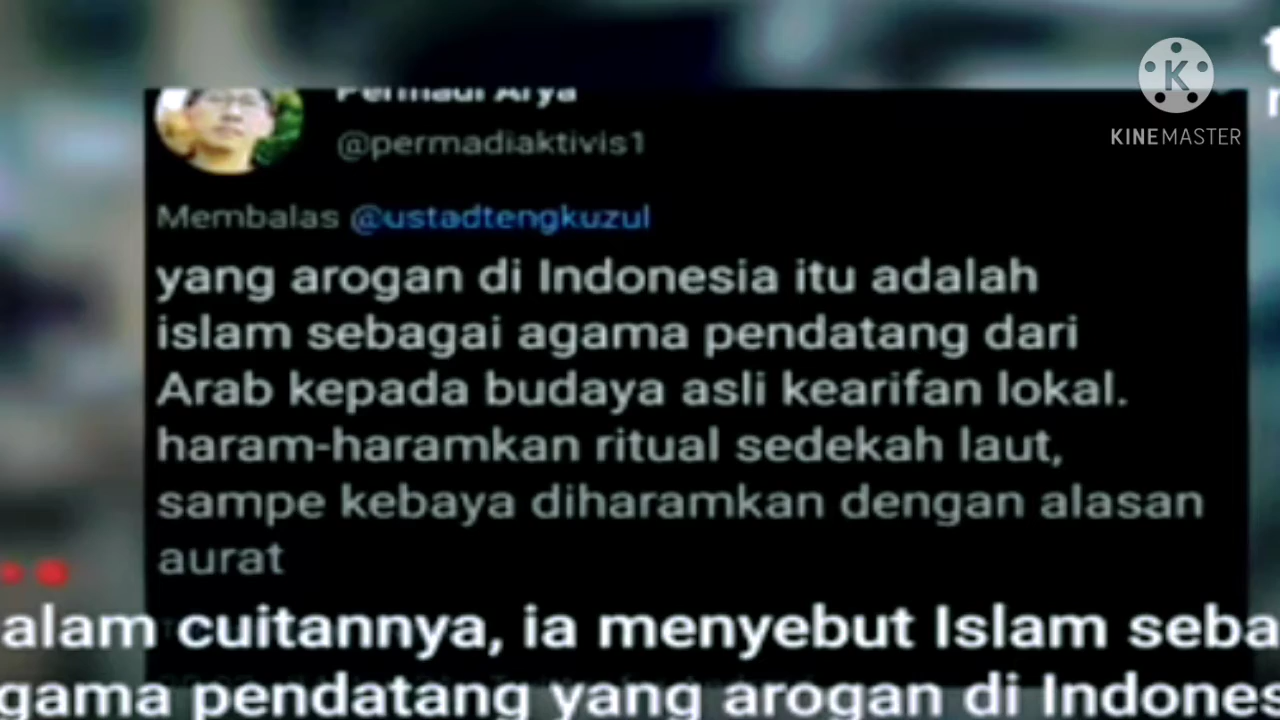 KINEMASTER
Permadi Arya
@permadiaktivis1
Membalas @ustadtengkuzul
yang arogan di Indonesia itu adalah
islam sebagai agama pendatang dari
Arab kepada budaya asli kearifan lokal.
haram-haramkan ritual sedekah laut,
sampe kebaya diharamkan dengan alasan
aurat
alam cuitannya, ia menyebut Islam seba
gama pendatang yang arogan di Indones